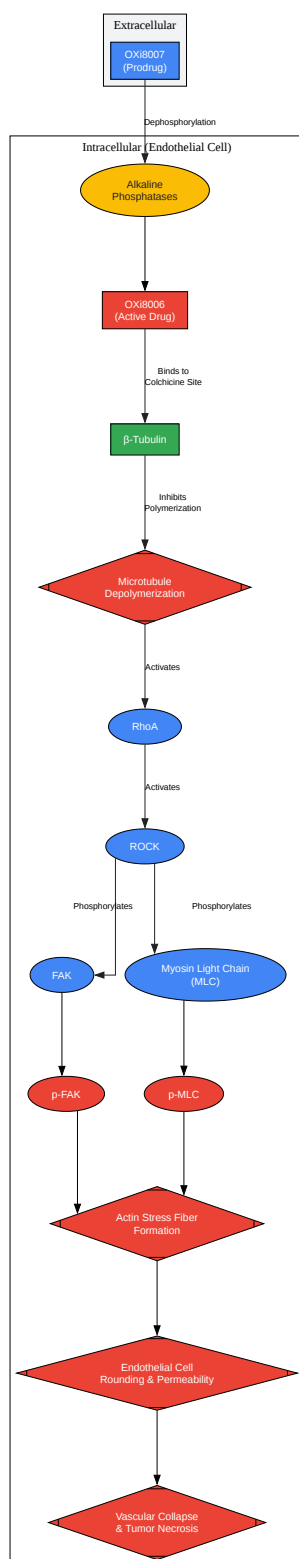 Extracellular
OXi8007
(Prodrug)
Dephosphorylation
Intracellular (Endothelial Cell)
Alkaline
Phosphatases
OXi8006
(Active Drug)
Binds to
Colchicine Site
β-Tubulin
Inhibits
Polymerization
Microtubule
Depolymerization
Activates
RhoA
Activates
ROCK
Phosphorylates
Phosphorylates
FAK
Myosin Light Chain
(MLC)
p-FAK
p-MLC
Actin Stress Fiber
Formation
Endothelial Cell
Rounding & Permeability
Vascular Collapse
& Tumor Necrosis